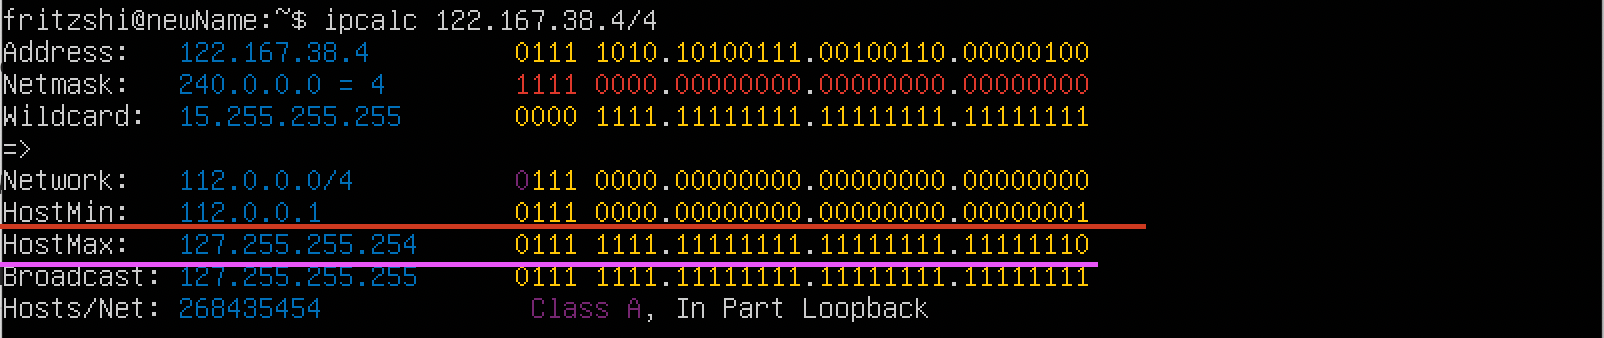 fritzshi@newName:~$ ipcalc 122.167.38.4/4
Address: 122.167.38.4 0111 1010.10100111.00100110.00000100
Netmask: 240.0.0.0 = 4 1111 0000.00000000.00000000.00000000
Wildcard: 15.255.255.255 0000 1111.11111111.11111111.11111111
=>
Network: 112.0.0.0/4 0111 0000.00000000.00000000.00000000
HostMin: 112.0.0.1 0111 0000.00000000.00000000.00000001
HostMax: 127.255.255.254 0111 1111.11111111.11111111.11111110
Broadcast: 127.255.255.255 0111 1111.11111111.11111111.11111111
Hosts/Net: 268435454 Class A, In Part Loopback